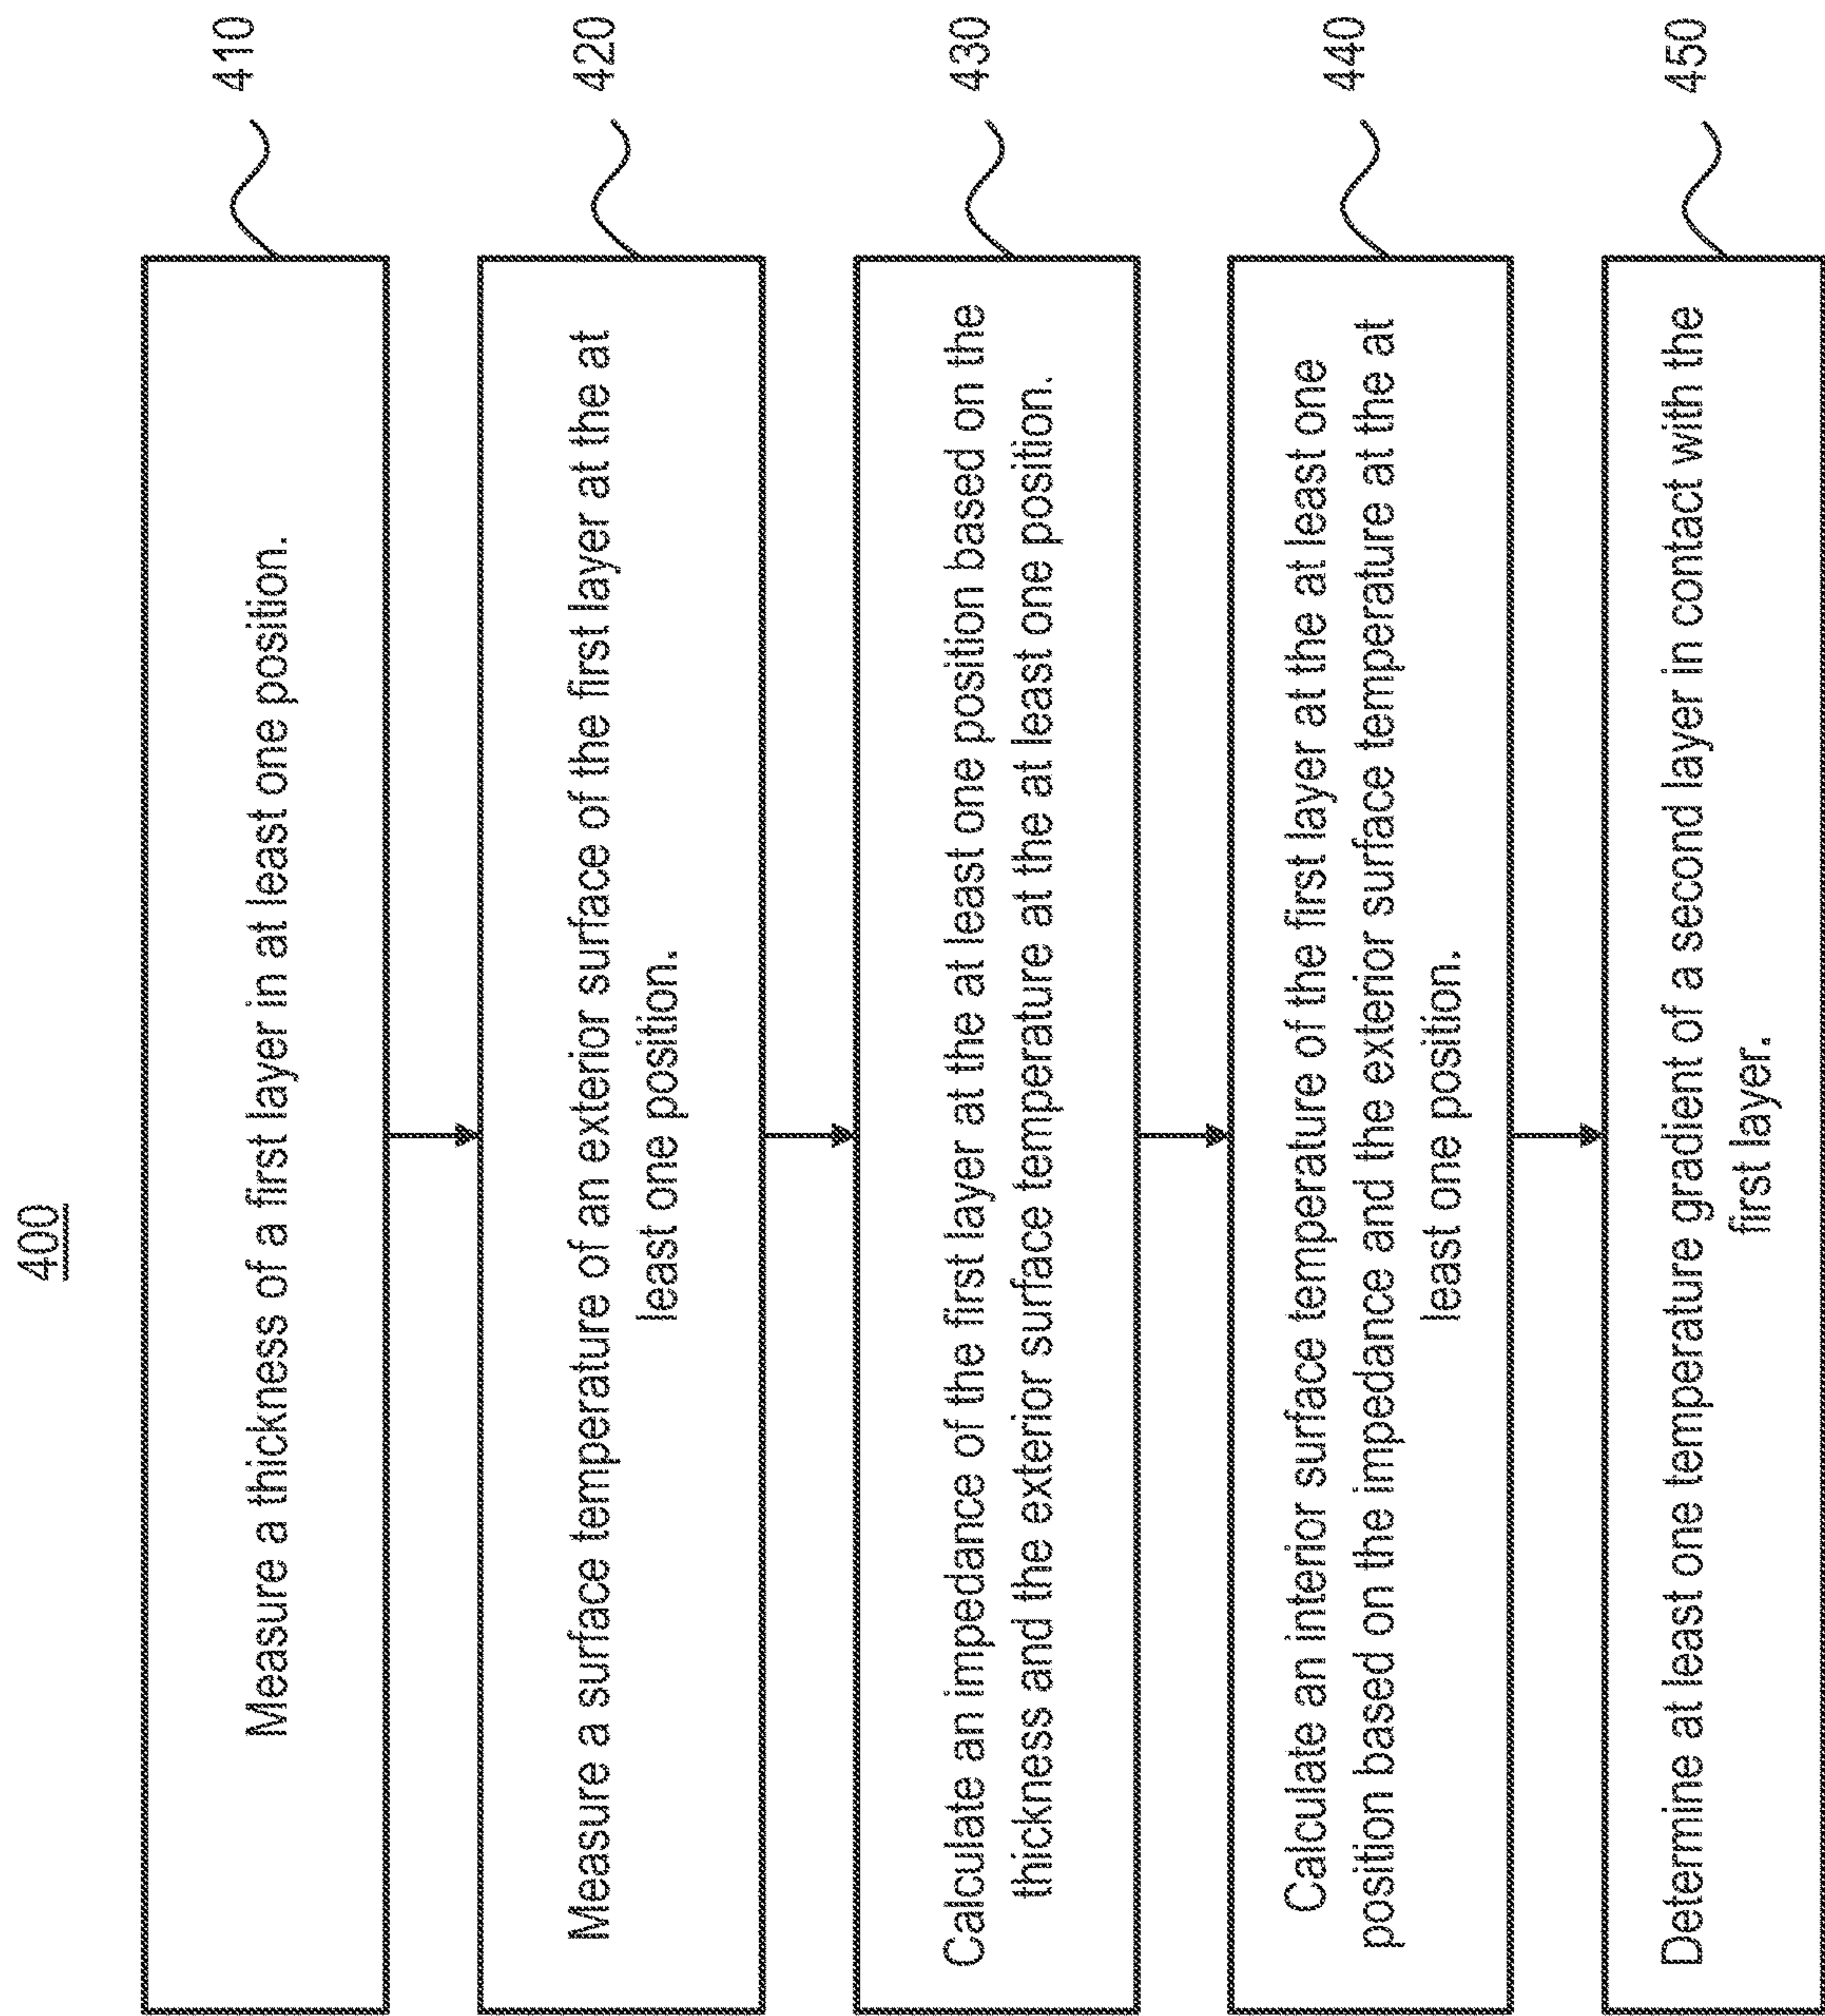 400
Measure a thickness of a first layer in at least one position.
410
Measure a surface temperature of an exterior surface of the first layer at the at
least one position.
420
Calculate an impedance of the first layer at the at least one position based on the
thickness and the exterior surface temperature at the at least one position.
430
Calculate an interior surface temperature of the first layer at the at least one
position based on the impedance and the exterior surface temperature at the at
least one position.
440
Determine at least one temperature gradient of a second layer in contact with the
first layer.
450